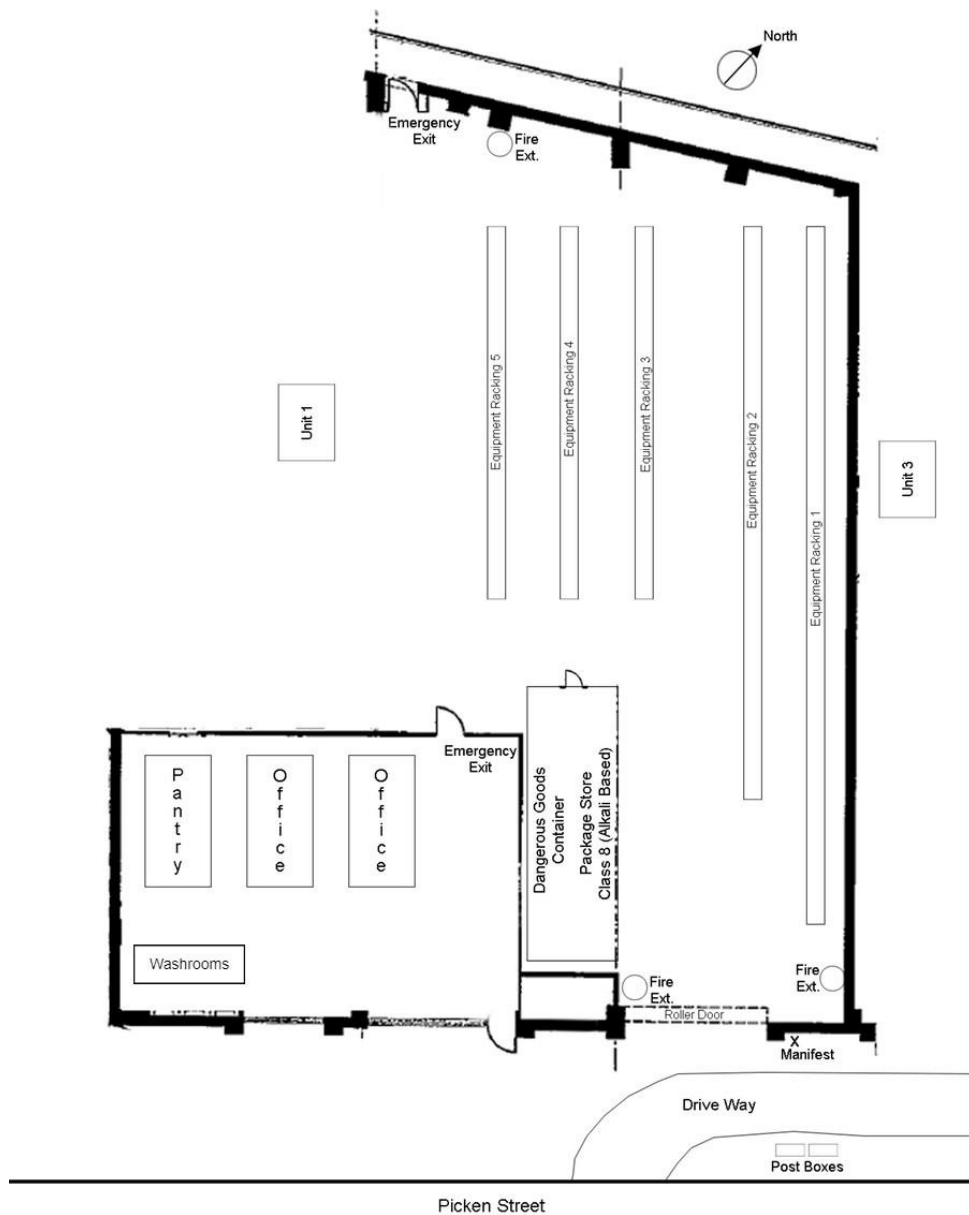 North
Emergency
Exit
Fire
Ext.
Equipment Racking 5
Equipment Racking 4
Equipment Racking 3
Equipment Racking 2
Equipment Racking 1
Unit 1
Unit 3
Emergency
Exit
Pantry
Office
Office
Dangerous Goods
Container
Package Store
Class 8 (Alkali Based)
Washrooms
Fire
Ext.
Fire
Ext.
Roller Door
X
Manifest
Drive Way
Post Boxes
Picken Street